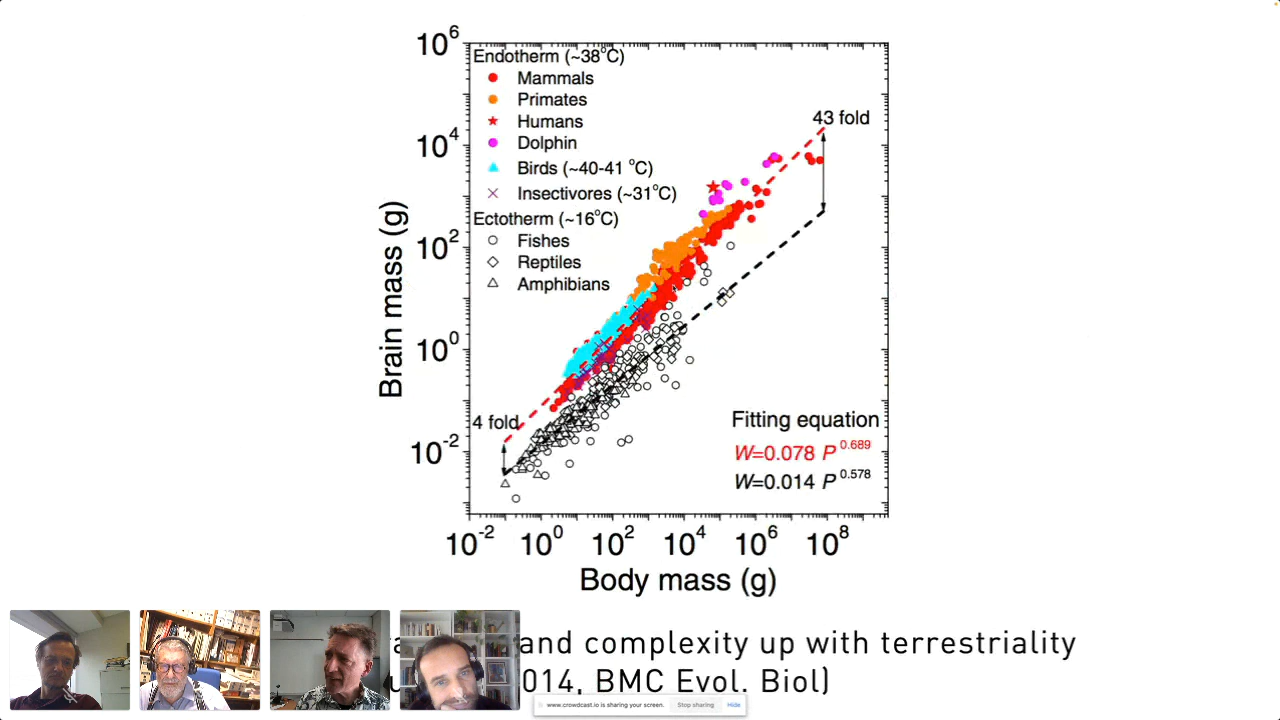 10^6
10^4
10^2
10^0
10^-2
Brain mass (g)
Endotherm (~38°C)
Mammals
Primates
Humans
Dolphin
Birds (~40-41 °C)
Insectivores (~31°C)
Ectotherm (~16°C)
Fishes
Reptiles
Amphibians
43 fold
4 fold
Fitting equation
W=0.078 P^0.689
W=0.014 P^0.578
10^-2 10^0 10^2 10^4 10^6 10^8
Body mass (g)
and complexity up with terrestriality
014, BMC Evol. Biol)
www.crowdcast.io is sharing your screen. Stop sharing Hide